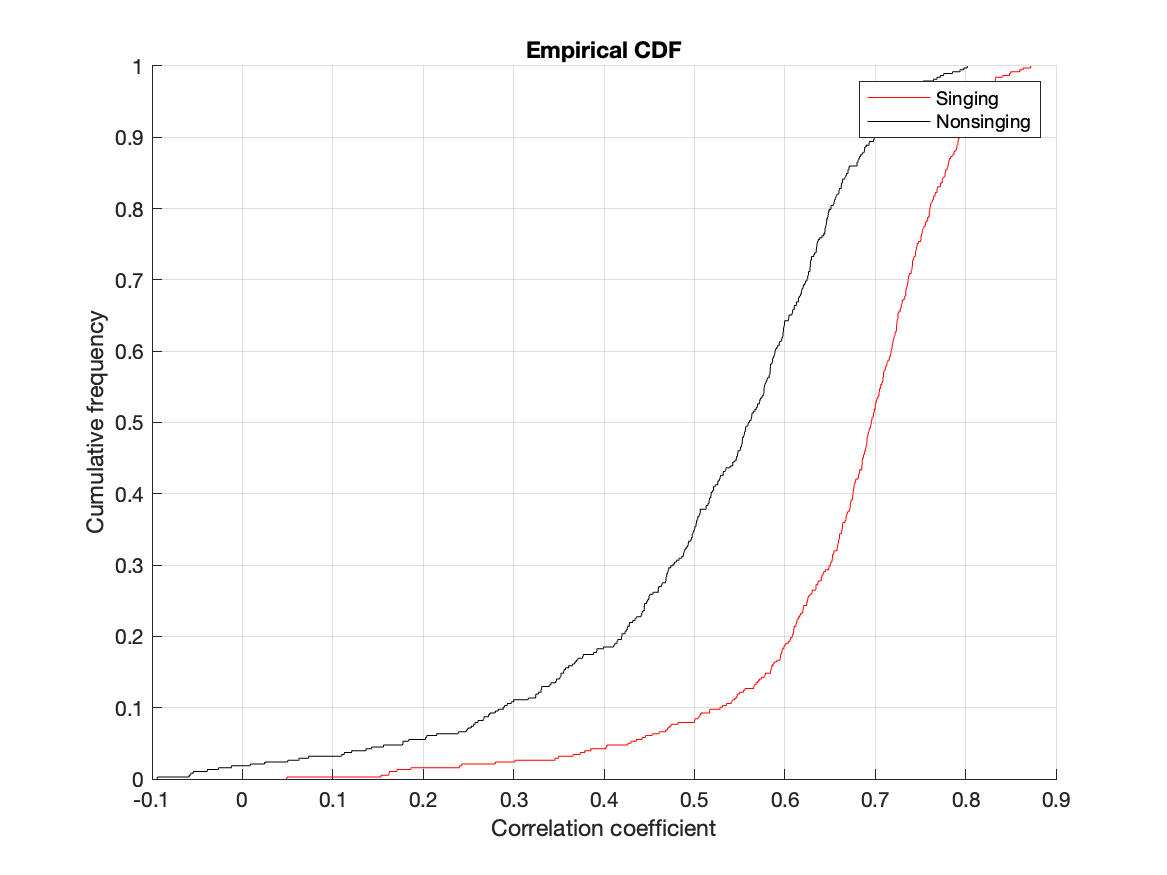 Empirical CDF
1
0.9
0.8
0.7
0.6
0.5
0.4
0.3
0.2
0.1
0
Cumulative frequency
Singing
Nonsinging
-0.1 0 0.1 0.2 0.3 0.4 0.5 0.6 0.7 0.8 0.9
Correlation coefficient